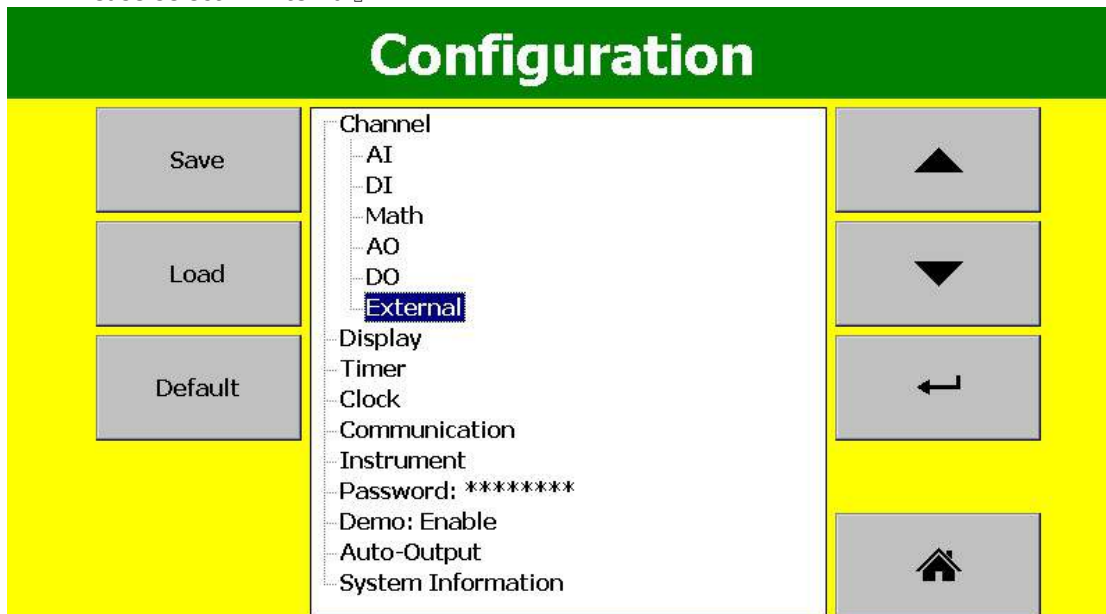 Configuration
Save
Load
Default
Channel
AI
DI
Math
AO
DO
External
Display
Timer
Clock
Communication
Instrument
Password: ********
Demo: Enable
Auto-Output
System Information